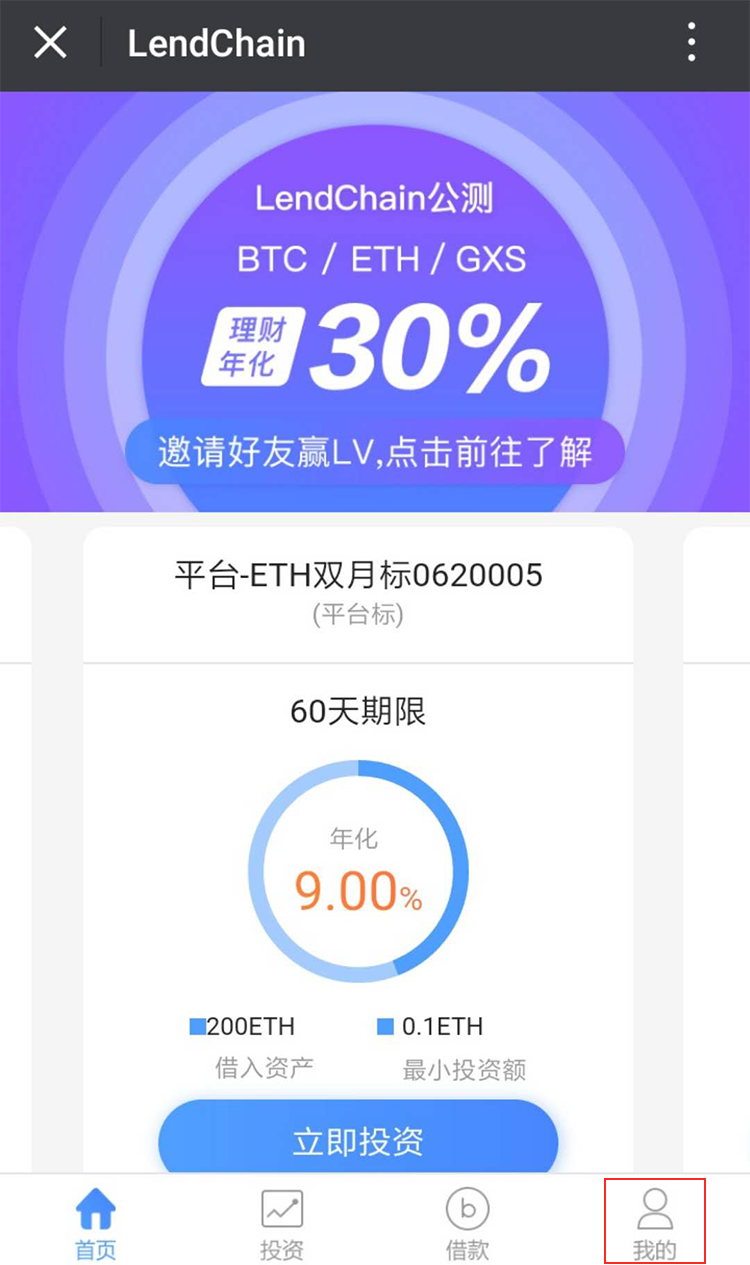 LendChain
LendChain公测
BTC / ETH / GXS
理财
年化
30%
邀请好友赢LV,点击前往了解
平台-ETH双月标0620005
(平台标)
60天期限
年化
9.00%
200ETH
0.1ETH
借入资产
最小投资额
立即投资
首页
投资
b
借款
我的